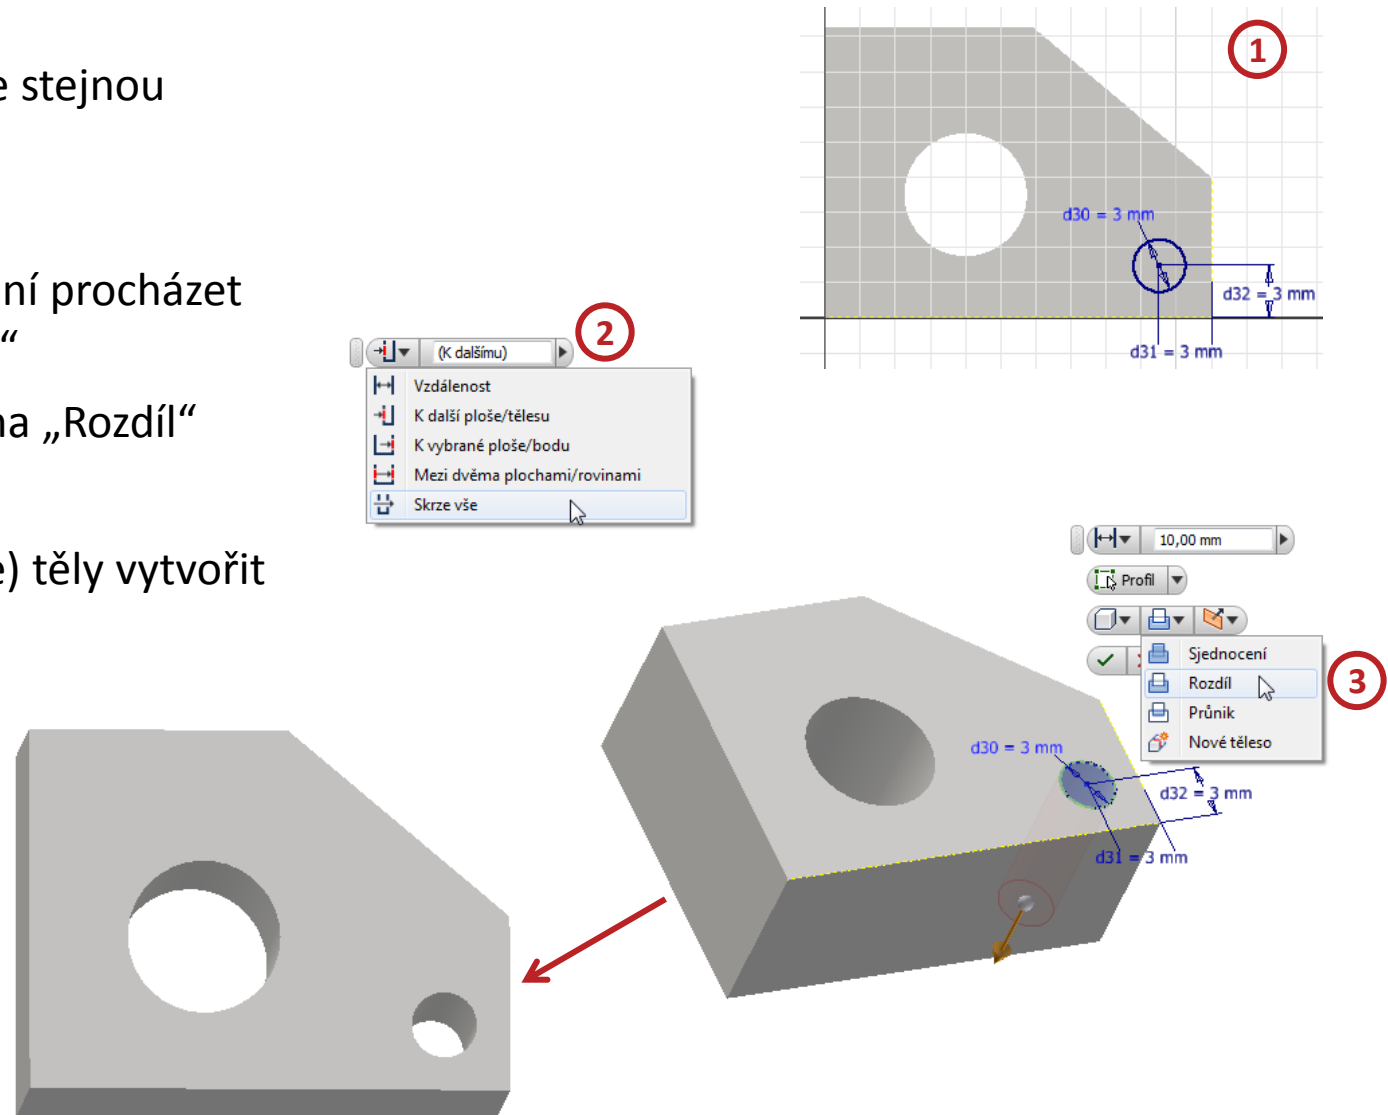 e stejnou
ní procházet
“
na „Rozdíl“
e) těly vytvořit
1
d30 = 3 mm
d32 = 3 mm
d31 = 3 mm
2
(K dalšímu)
Vzdálenost
K další ploše/tělesu
K vybrané ploše/bodu
Mezi dvěma plochami/rovinami
Skrze vše
10,00 mm
Profil
Sjednocení
Rozdíl
Průnik
Nové těleso
3
d30 = 3 mm
d32 = 3 mm
d31 = 3 mm